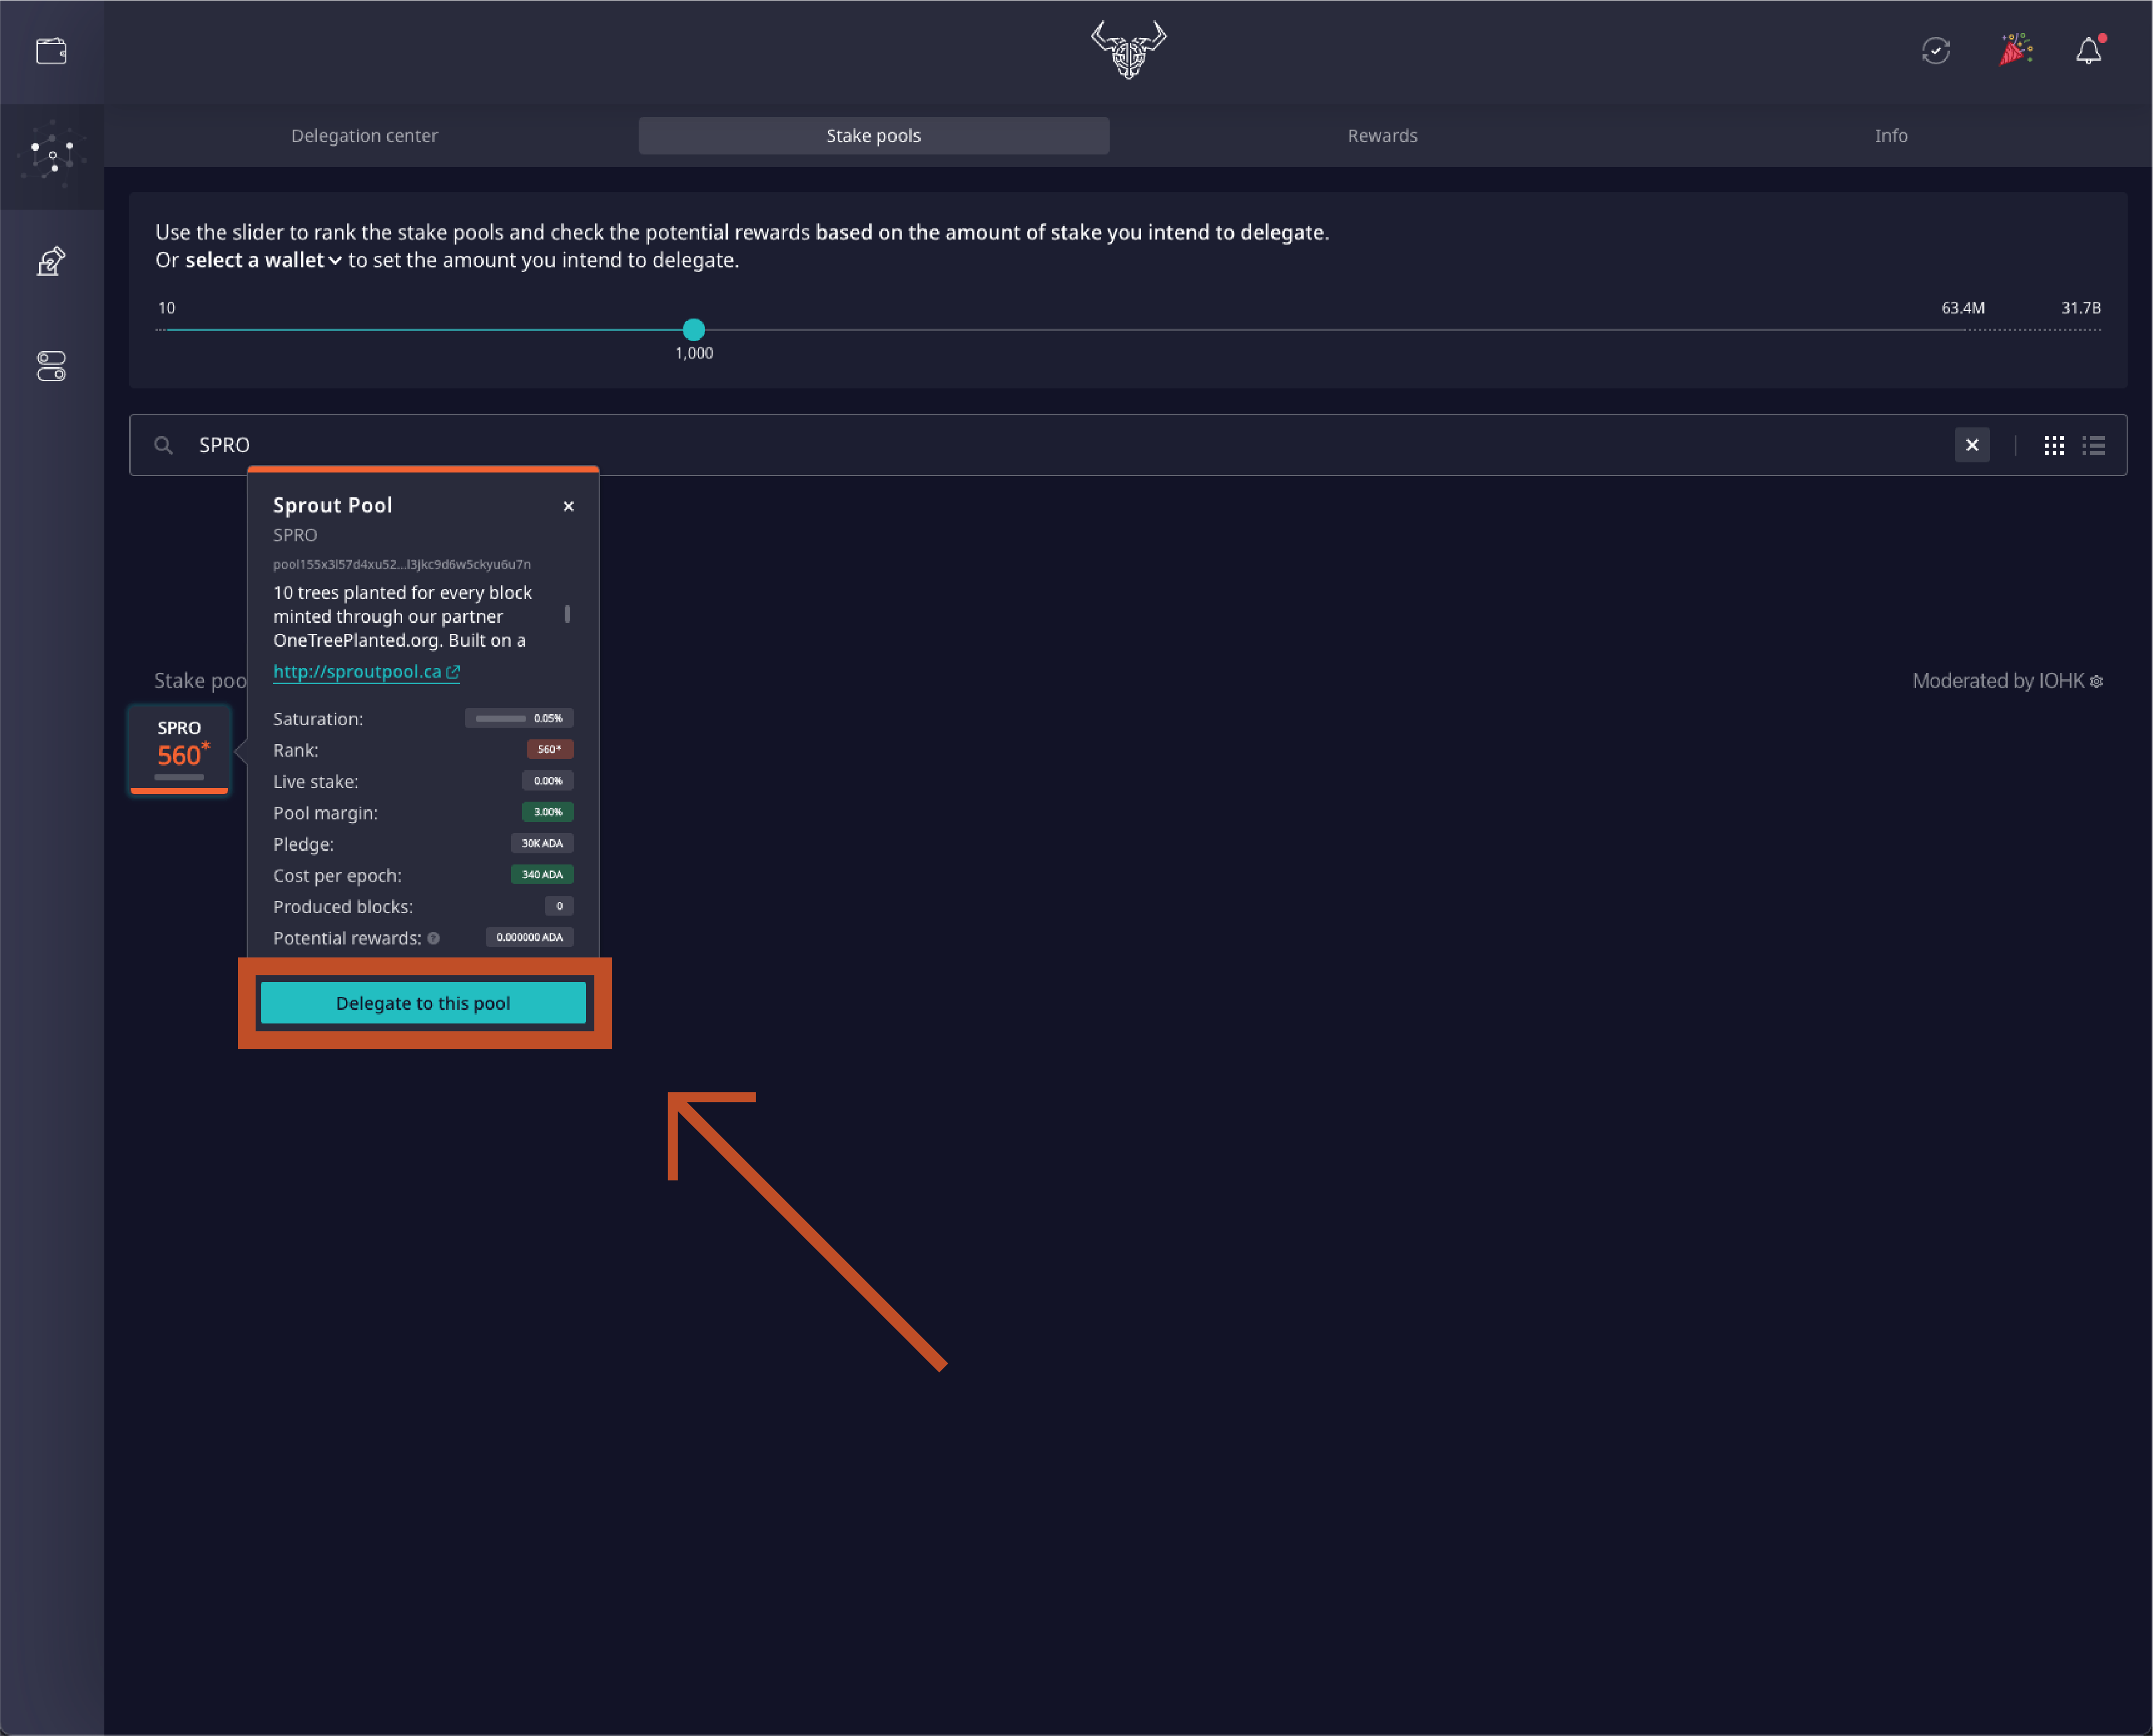 Delegation center
Stake pools
Rewards
Info
Use the slider to rank the stake pools and check the potential rewards based on the amount of stake you intend to delegate.
Or select a wallet to set the amount you intend to delegate.
10
63.4M
31.7B
1,000
SPRO
Sprout Pool
SPRO
pool155x3l57d4xu52...l3jkc9d6w5ckyu6u7n
10 trees planted for every block
minted through our partner
OneTreePlanted.org. Built on a
http://sproutpool.ca
Stake poo
Moderated by IOHK
SPRO
560*
Saturation: 0.05%
Rank: 560*
Live stake: 0.00%
Pool margin: 3.00%
Pledge: 30K ADA
Cost per epoch: 340 ADA
Produced blocks: 0
Potential rewards: ? 0.000000 ADA
Delegate to this pool